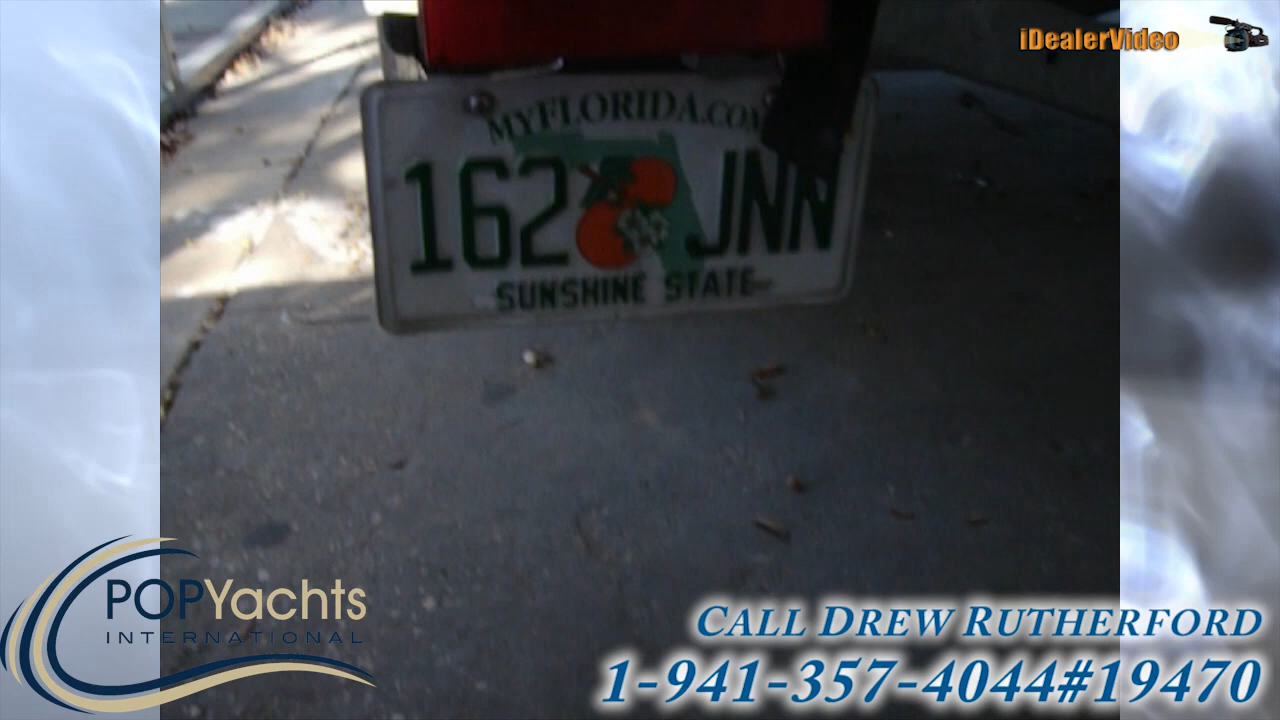 iDealerVideo
MYFLORIDA.COM
162 JNN
SUNSHINE STATE
POPYachts
INTERNATIONAL
CALL DREW RUTHERFORD
1-941-357-4044#19470